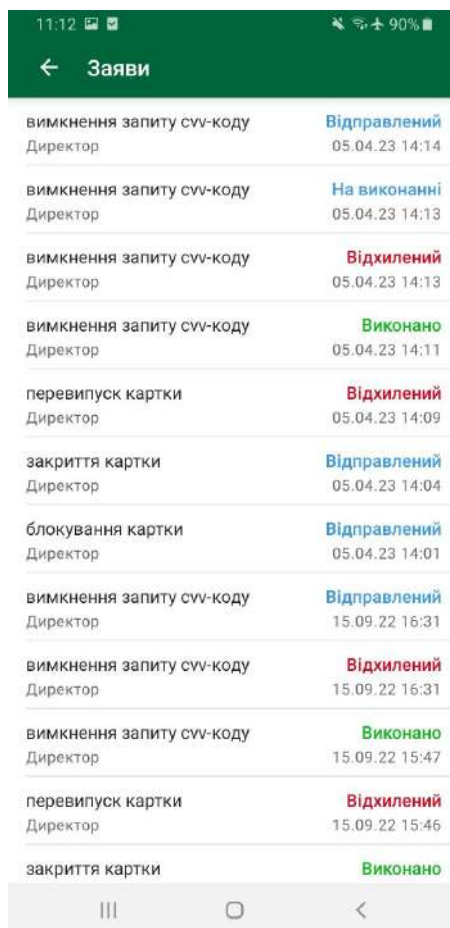 11:12 90%
Заяви
вимкнення запиту cvv-коду Відправлений
Директор 05.04.23 14:14
вимкнення запиту cvv-коду На виконанні
Директор 05.04.23 14:13
вимкнення запиту cvv-коду Відхилений
Директор 05.04.23 14:13
вимкнення запиту cvv-коду Виконано
Директор 05.04.23 14:11
перевипуск картки Відхилений
Директор 05.04.23 14:09
закриття картки Відправлений
Директор 05.04.23 14:04
блокування картки Відправлений
Директор 05.04.23 14:01
вимкнення запиту cvv-коду Відправлений
Директор 15.09.22 16:31
вимкнення запиту cvv-коду Відхилений
Директор 15.09.22 16:31
вимкнення запиту cvv-коду Виконано
Директор 15.09.22 15:47
перевипуск картки Відхилений
Директор 15.09.22 15:46
закриття картки Виконано